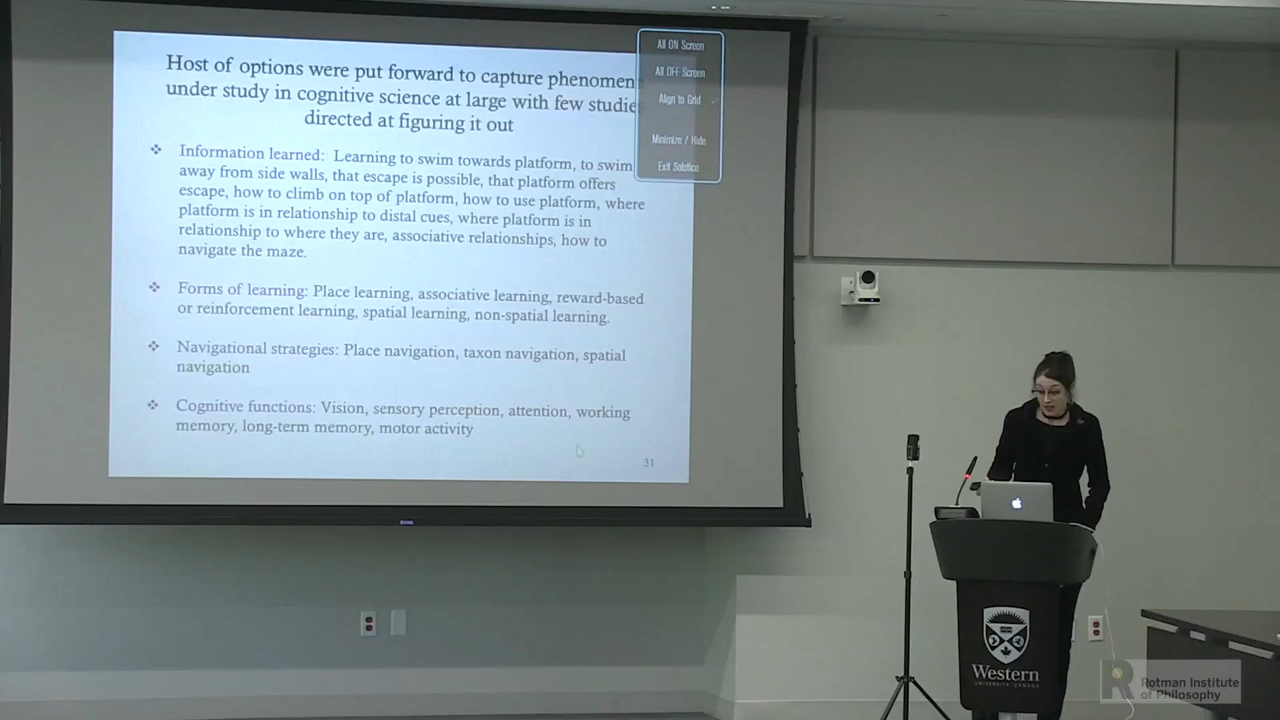 Host of options were put forward to capture phenomen
under study in cognitive science at large with few studie
directed at figuring it out
❖ Information learned: Learning to swim towards platform, to swim
away from side walls, that escape is possible, that platform offers
escape, how to climb on top of platform, how to use platform, where
platform is in relationship to distal cues, where platform is in
relationship to where they are, associative relationships, how to
navigate the maze.
❖ Forms of learning: Place learning, associative learning, reward-based
or reinforcement learning, spatial learning, non-spatial learning.
❖ Navigational strategies: Place navigation, taxon navigation, spatial
navigation
❖ Cognitive functions: Vision, sensory perception, attention, working
memory, long-term memory, motor activity
31
All ON Screen
All OFF Screen
Align to Grid
Minimize / Hide
Exit Solstice
Western
UNIVERSITY · CANADA
R Rotman Institute
of Philosophy